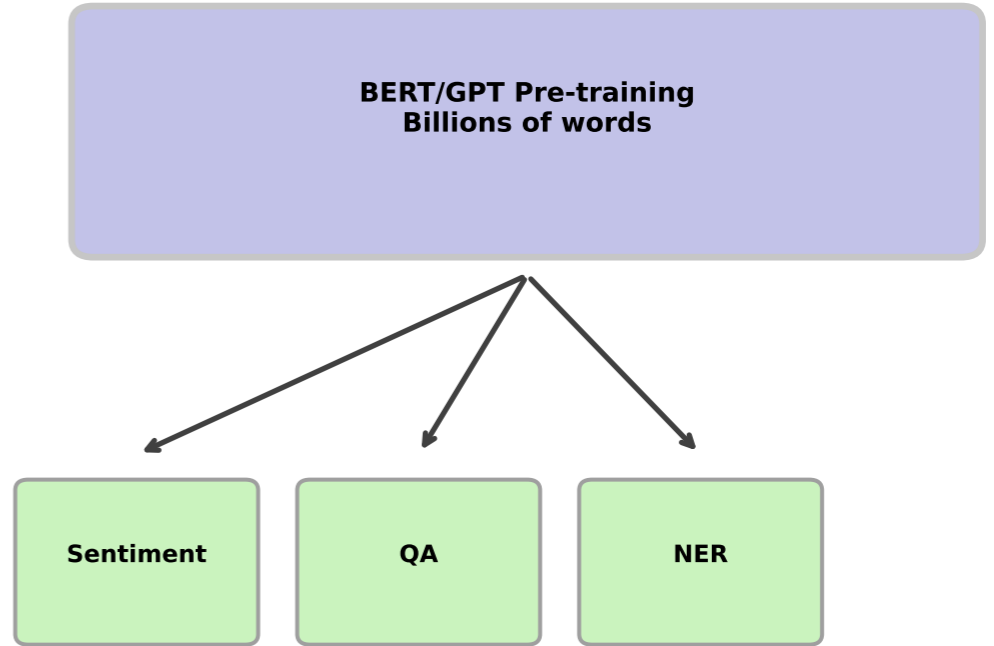 BERT/GPT Pre-training
Billions of words
Sentiment
QA
NER